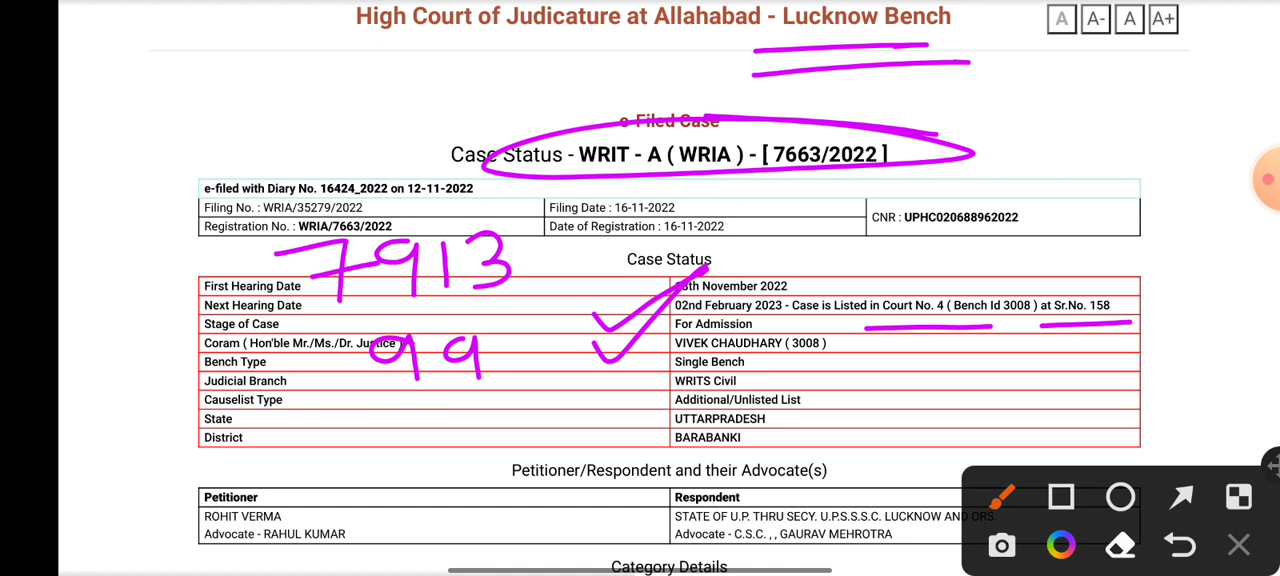 High Court of Judicature at Allahabad - Lucknow Bench
A A- A A+
e-Filed Case
Case Status - WRIT - A ( WRIA ) - [ 7663/2022 ]
e-filed with Diary No. 16424_2022 on 12-11-2022
Filing No. : WRIA/35279/2022 Filing Date : 16-11-2022 CNR : UPHC020688962022
Registration No. : WRIA/7663/2022 Date of Registration : 16-11-2022
7913
Case Status
First Hearing Date November 2022
Next Hearing Date 02nd February 2023 - Case is Listed in Court No. 4 ( Bench Id 3008 ) at Sr.No. 158
Stage of Case For Admission
99
Coram ( Hon'ble Mr./Ms./Dr. Justice VIVEK CHAUDHARY ( 3008 )
Bench Type Single Bench
Judicial Branch WRITS Civil
Causelist Type Additional/Unlisted List
State UTTARPRADESH
District BARABANKI
Petitioner/Respondent and their Advocate(s)
Petitioner Respondent
ROHIT VERMA STATE OF U.P. THRU SECY. U.P.S.S.S.C. LUCKNOW AND ORS.
Advocate - RAHUL KUMAR Advocate - C.S.C. , , GAURAV MEHROTRA
Category Details